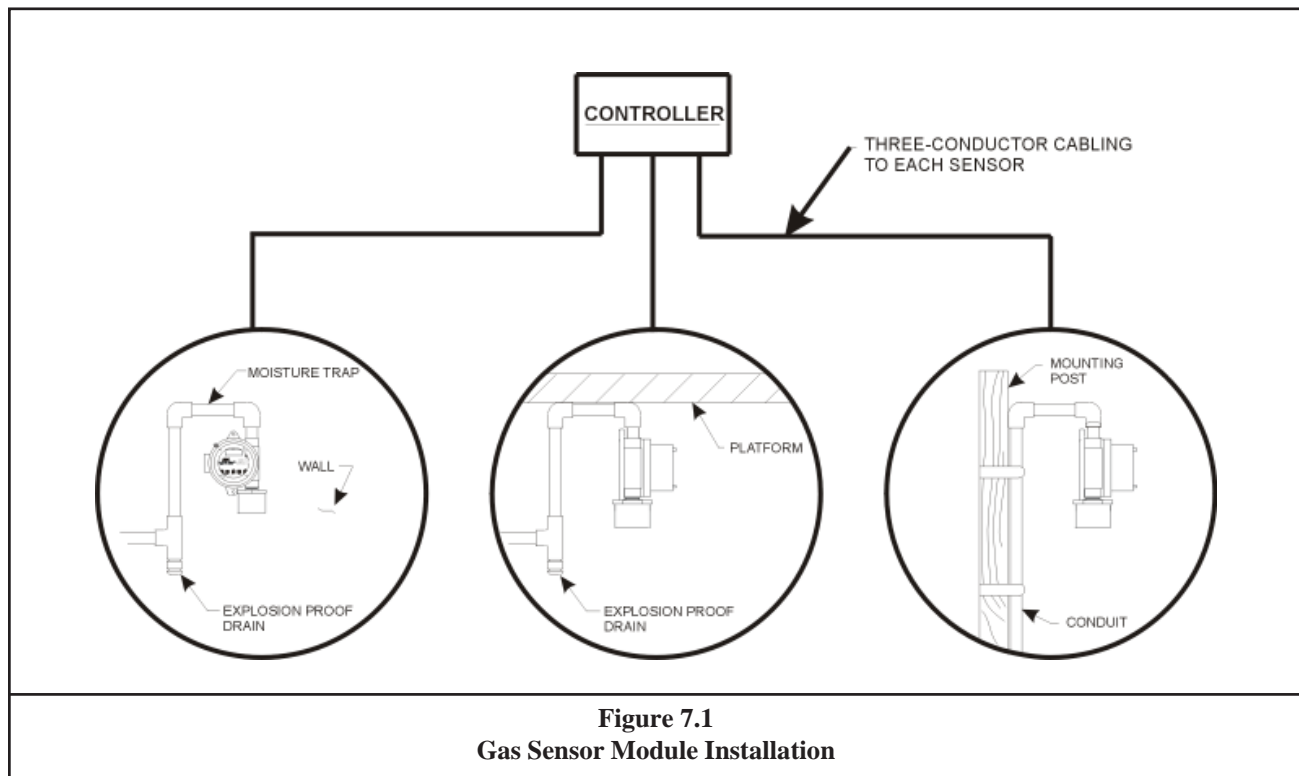 CONTROLLER
THREE-CONDUCTOR CABLING
TO EACH SENSOR
MOISTURE TRAP
WALL
EXPLOSION PROOF
DRAIN
PLATFORM
EXPLOSION PROOF
DRAIN
MOUNTING
POST
CONDUIT
Figure 7.1
Gas Sensor Module Installation